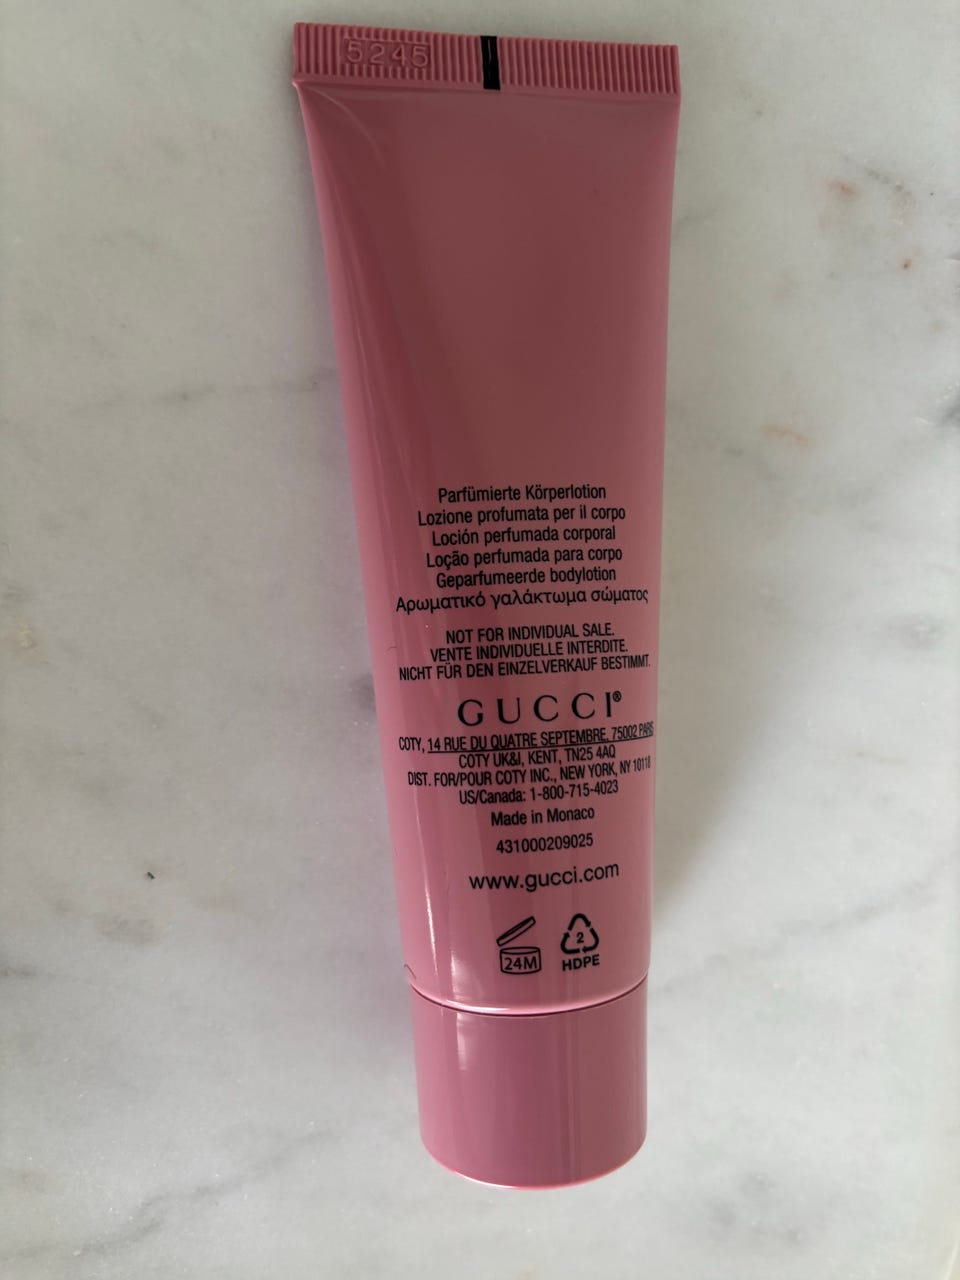 5245
Parfümierte Körperlotion
Lozione profumata per il corpo
Loción perfumada corporal
Loção perfumada para corpo
Geparfumeerde bodylotion
Αρωματικό γαλάκτωμα σώματος
NOT FOR INDIVIDUAL SALE.
VENTE INDIVIDUELLE INTERDITE.
NICHT FÜR DEN EINZELVERKAUF BESTIMMT.
GUCCI®
COTY, 14 RUE DU QUATRE SEPTEMBRE, 75002 PARIS
COTY UK&I, KENT, TN25 4AQ
DIST. FOR/POUR COTY INC., NEW YORK, NY 10118
US/Canada: 1-800-715-4023
Made in Monaco
431000209025
www.gucci.com
24M
2
HDPE